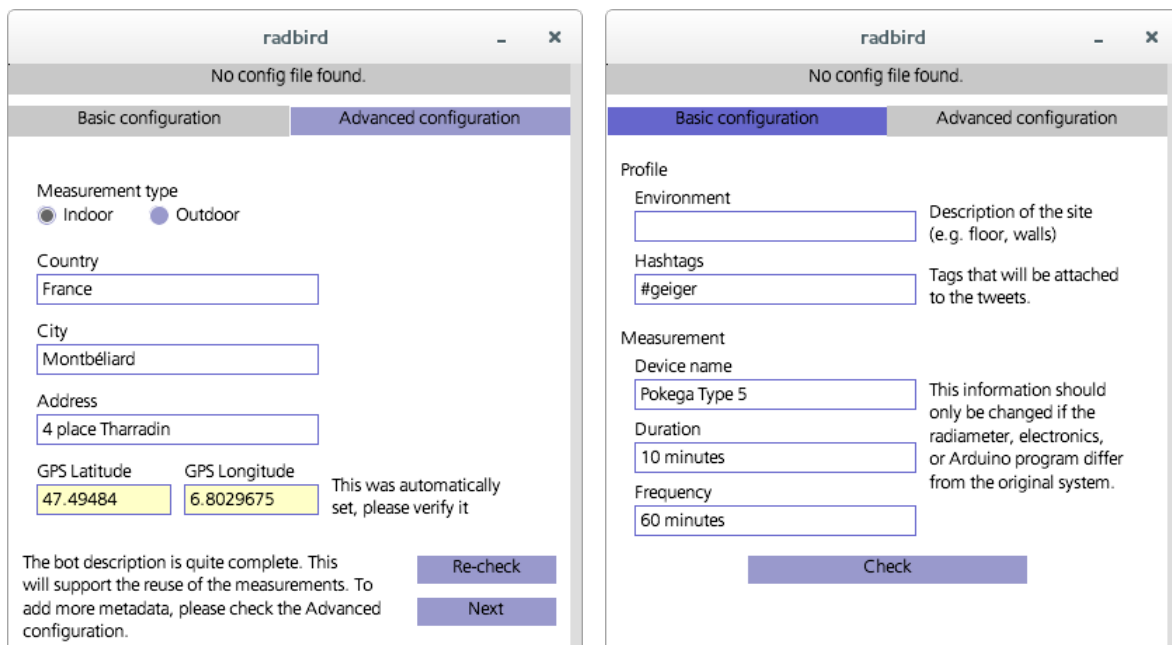 radbird
No config file found.
Basic configuration
Advanced configuration
Measurement type
Indoor
Outdoor
Country
France
City
Montbéliard
Address
4 place Tharradin
GPS Latitude
GPS Longitude
47.49484
6.8029675
This was automatically
set, please verify it
The bot description is quite complete. This
will support the reuse of the measurements. To
add more metadata, please check the Advanced
configuration.
Re-check
Next
radbird
No config file found.
Basic configuration
Advanced configuration
Profile
Environment
Description of the site
(e.g. floor, walls)
Hashtags
#geiger
Tags that will be attached
to the tweets.
Measurement
Device name
Pokega Type 5
Duration
10 minutes
Frequency
60 minutes
This information should
only be changed if the
radiameter, electronics,
or Arduino program differ
from the original system.
Check